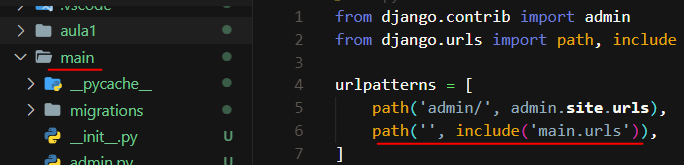 .vscode
aula1
main
__pycache__
migrations
__init__.py U
admin.py U
1 from django.contrib import admin
2 from django.urls import path, include
3
4 urlpatterns = [
5     path('admin/', admin.site.urls),
6     path('', include('main.urls')),
7 ]